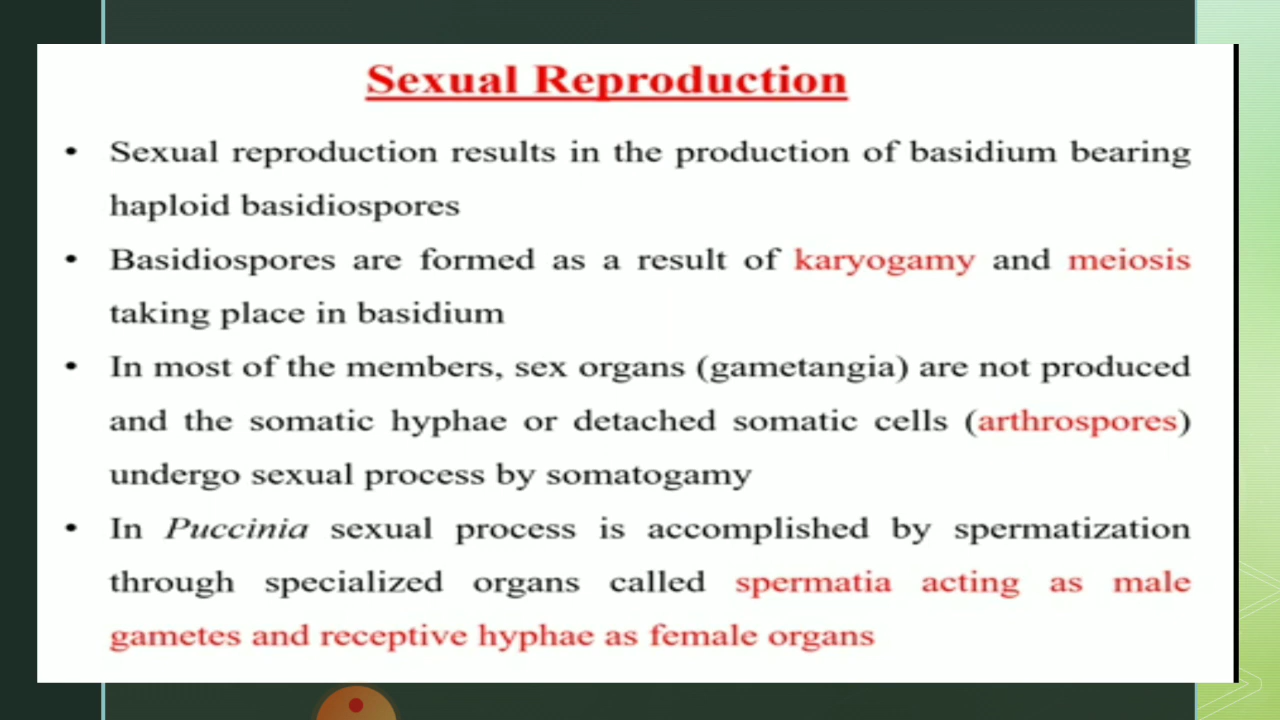 Sexual Reproduction
• Sexual reproduction results in the production of basidium bearing
haploid basidiospores
• Basidiospores are formed as a result of karyogamy and meiosis
taking place in basidium
• In most of the members, sex organs (gametangia) are not produced
and the somatic hyphae or detached somatic cells (arthrospores)
undergo sexual process by somatogamy
• In Puccinia sexual process is accomplished by spermatization
through specialized organs called spermatia acting as male
gametes and receptive hyphae as female organs